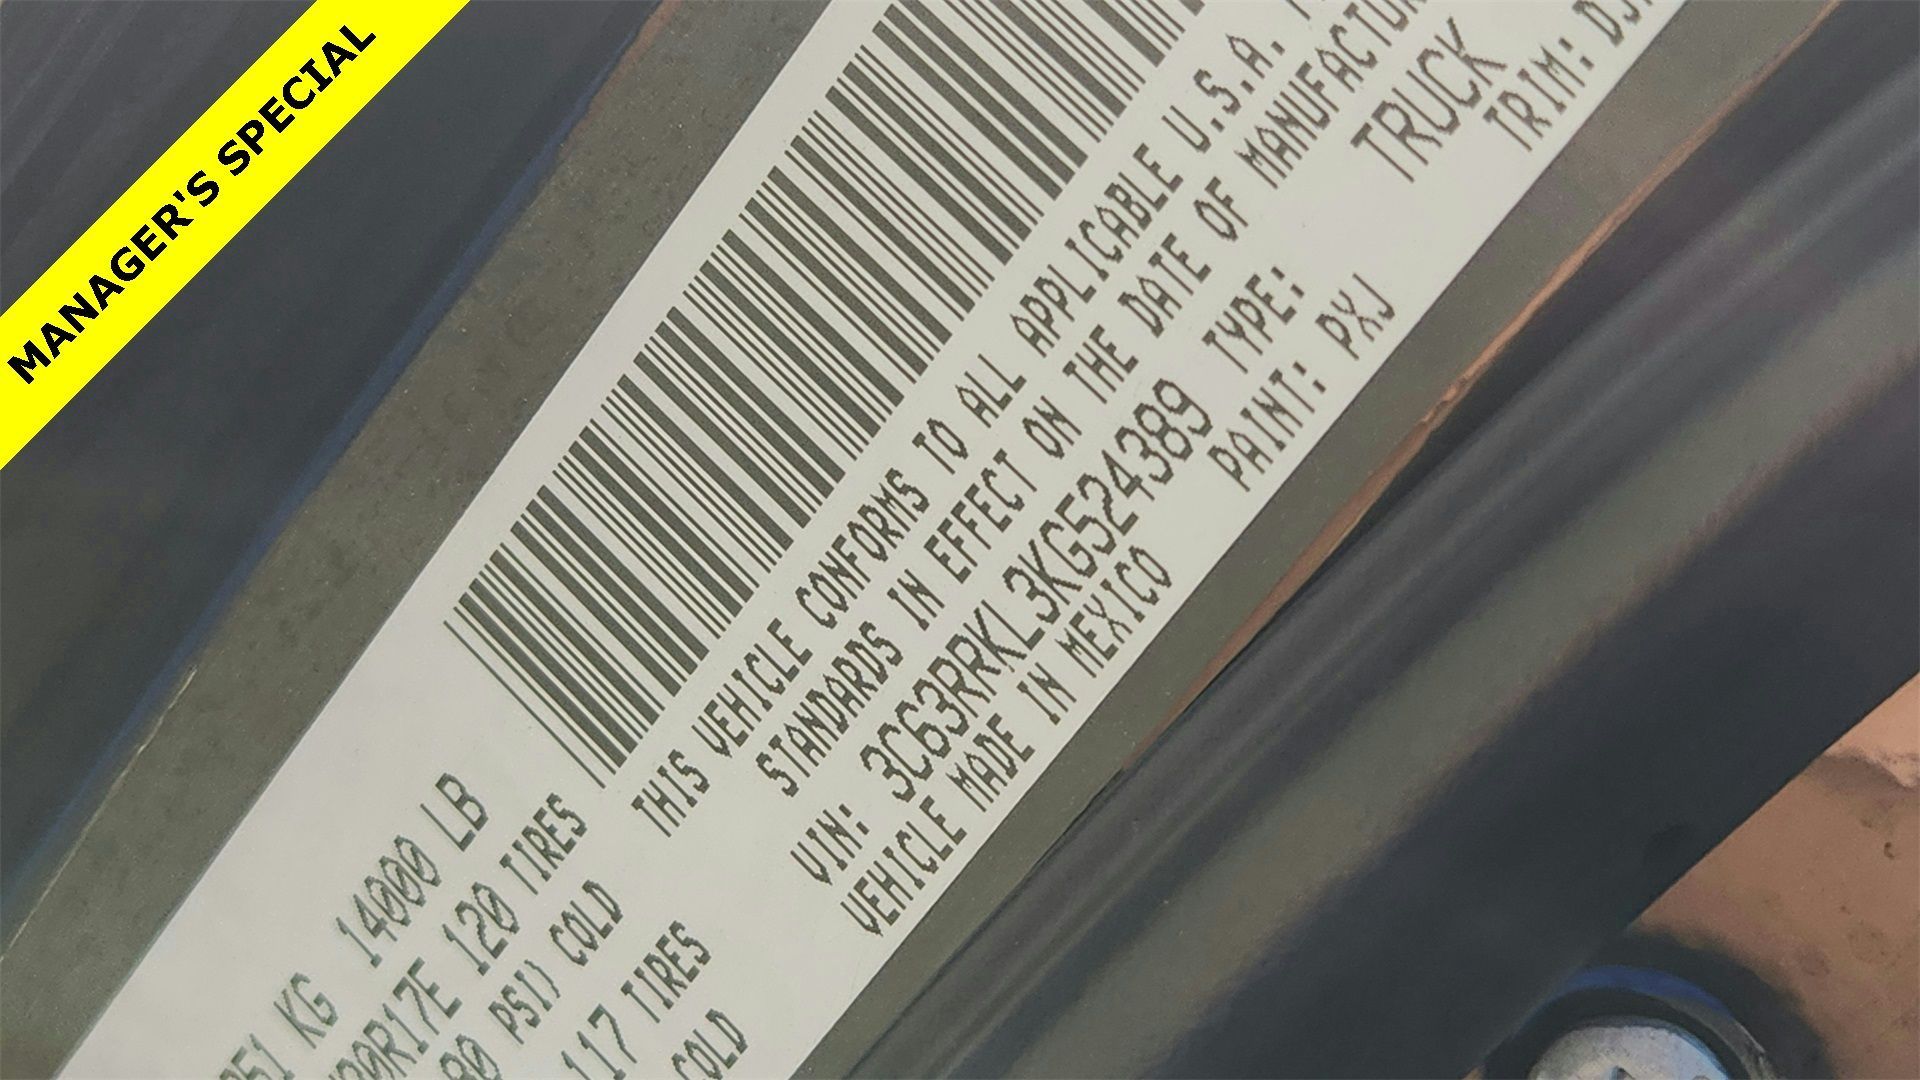 MANAGER'S SPECIAL
KG 14000 LB
120 TIRES
PSI) COLD
117 TIRES
COLD
THIS VEHICLE CONFORMS TO ALL APPLICABLE U.S.A.
STANDARDS IN EFFECT ON THE DATE OF
VIN: 3C63RRKL3KG524389 TYPE: TRUCK
VEHICLE MADE IN MEXICO PAINT: PXJ TRIM: